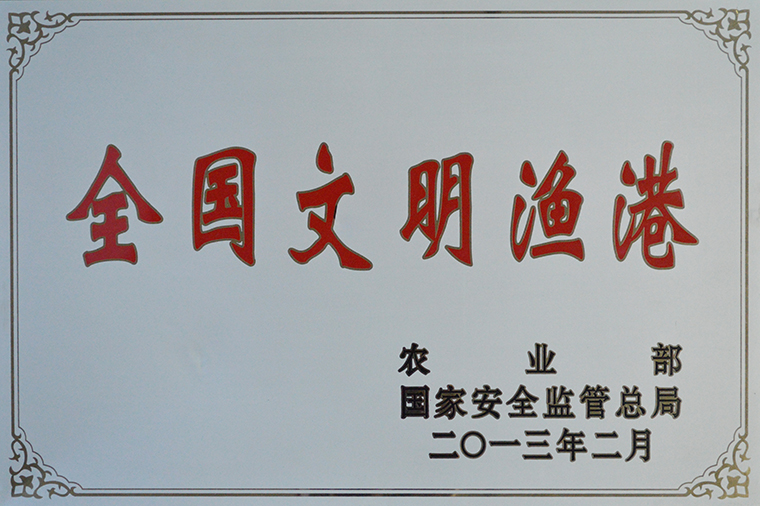 全国文明渔港
农业部
国家安全监管总局
二〇一三年二月